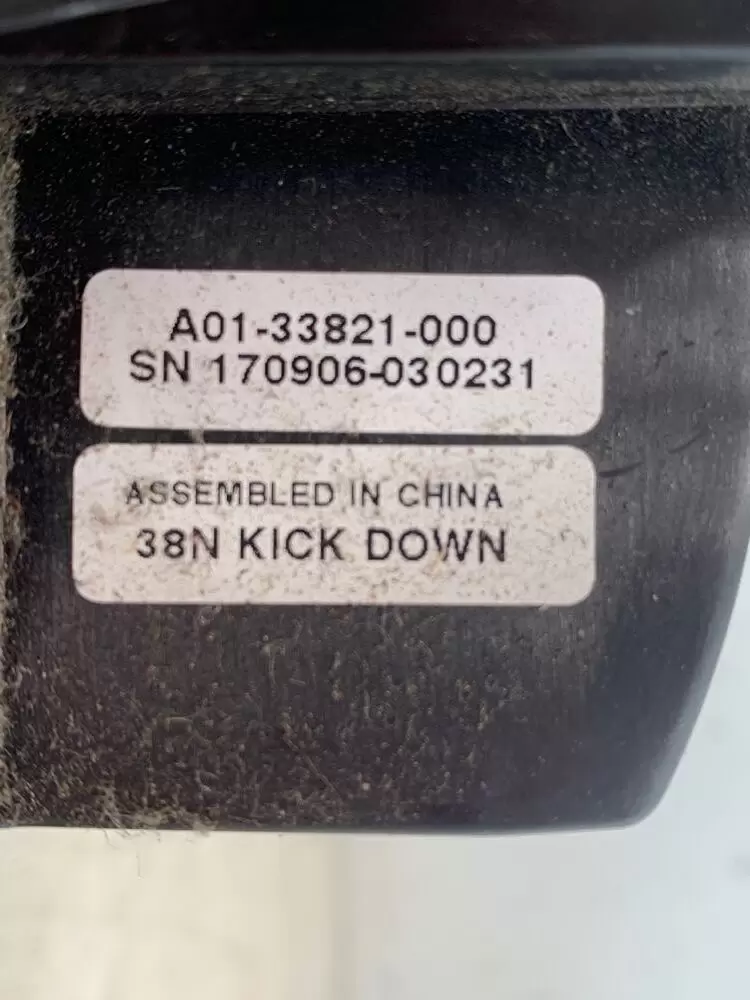 A01-33821-000
SN 170906-030231
ASSEMBLED IN CHINA
38N KICK DOWN